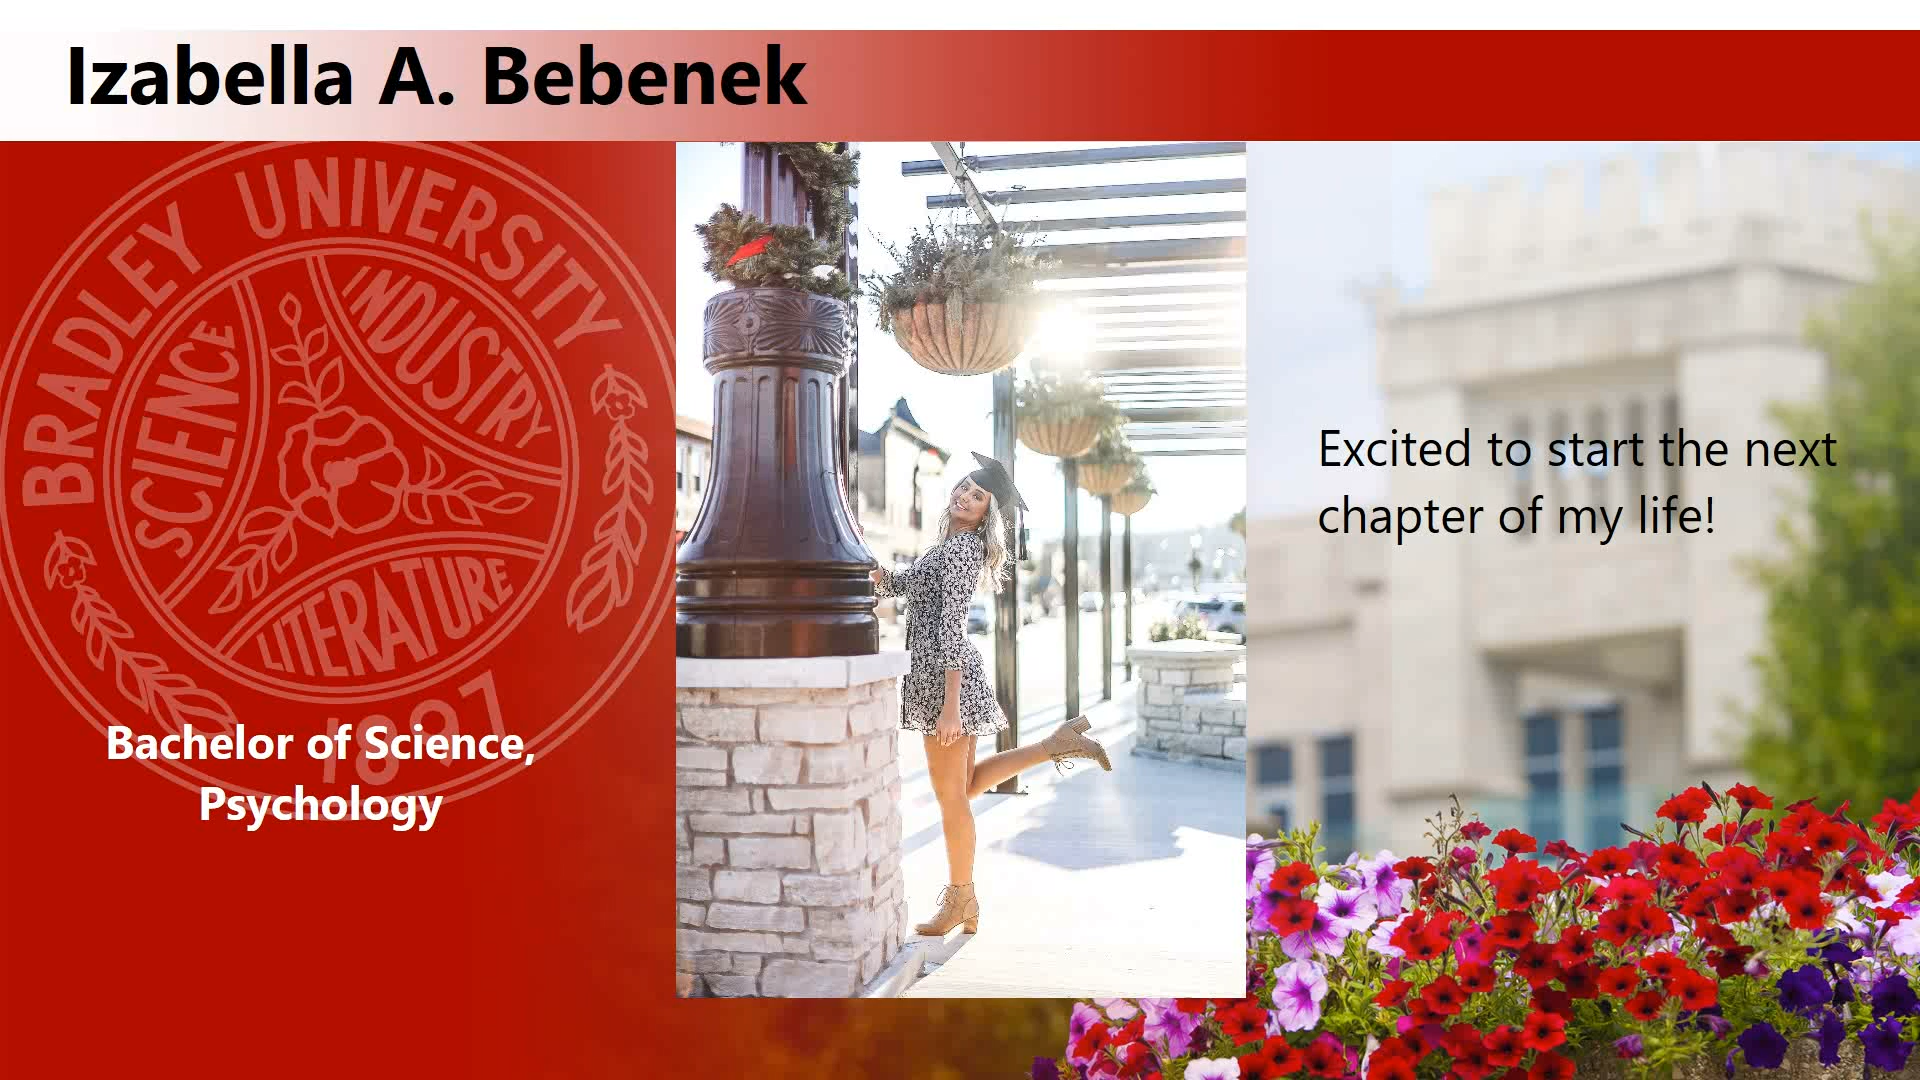 Izabella A. Bebenek
BRADLEY UNIVERSITY
SCIENCE
INDUSTRY
LITERATURE
1897
Bachelor of Science,
Psychology
Excited to start the next
chapter of my life!